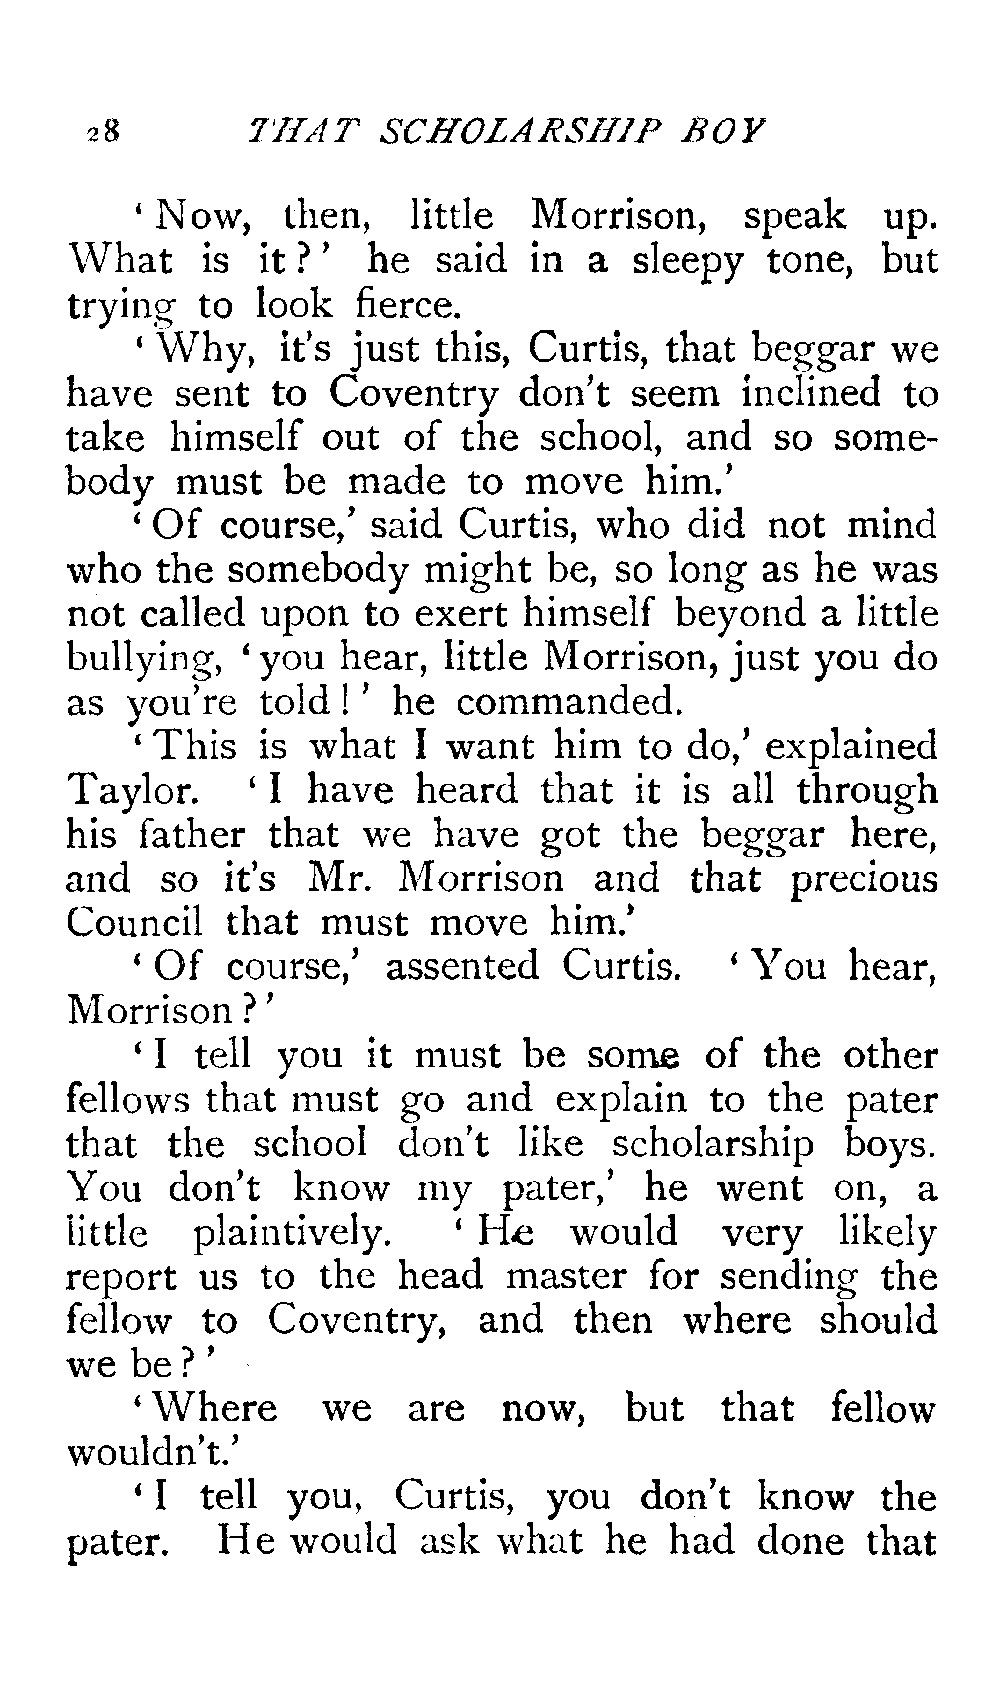 28 THAT SCHOLARSHIP BOY
‘Now, then, little Morrison, speak up.
What is it?’ he said in a sleepy tone, but
trying to look fierce.
‘Why, it’s just this, Curtis, that beggar we
have sent to Coventry don’t seem inclined to
take himself out of the school, and so some-
body must be made to move him.’
‘Of course,’ said Curtis, who did not mind
who the somebody might be, so long as he was
not called upon to exert himself beyond a little
bullying, ‘you hear, little Morrison, just you do
as you’re told!’ he commanded.
‘This is what I want him to do,’ explained
Taylor. ‘I have heard that it is all through
his father that we have got the beggar here,
and so it’s Mr. Morrison and that precious
Council that must move him.’
‘Of course,’ assented Curtis. ‘You hear,
Morrison?’
‘I tell you it must be some of the other
fellows that must go and explain to the pater
that the school don’t like scholarship boys.
You don’t know my pater,’ he went on, a
little plaintively. ‘He would very likely
report us to the head master for sending the
fellow to Coventry, and then where should
we be?’
‘Where we are now, but that fellow
wouldn’t.’
‘I tell you, Curtis, you don’t know the
pater. He would ask what he had done that